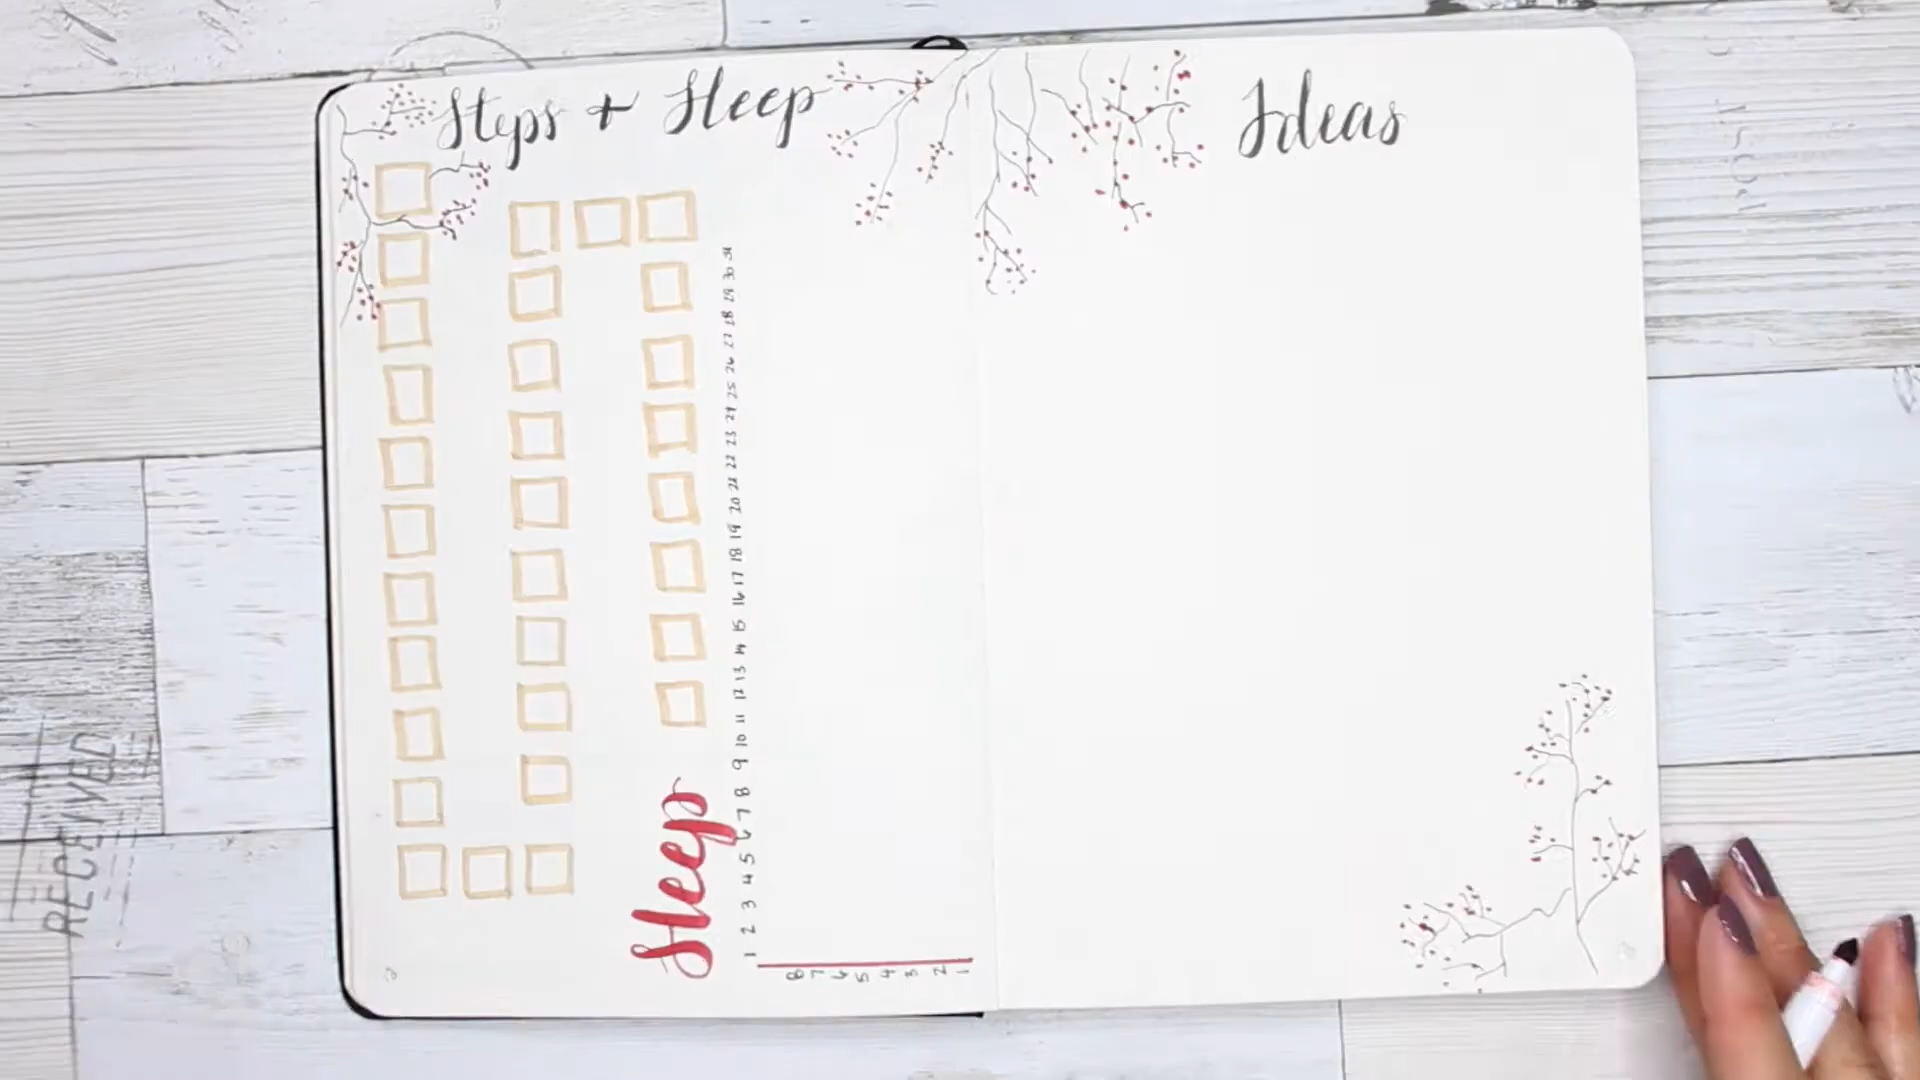 Steps + Sleep
Ideas
1 2 3 4 5 6 7 8 9 10 11 12 13 14 15 16 17 18 19 20 21 22 23 24 25 26 27 28 29 30 31
Sleep
8 7 6 5 4 3 2 1
RECEIVED